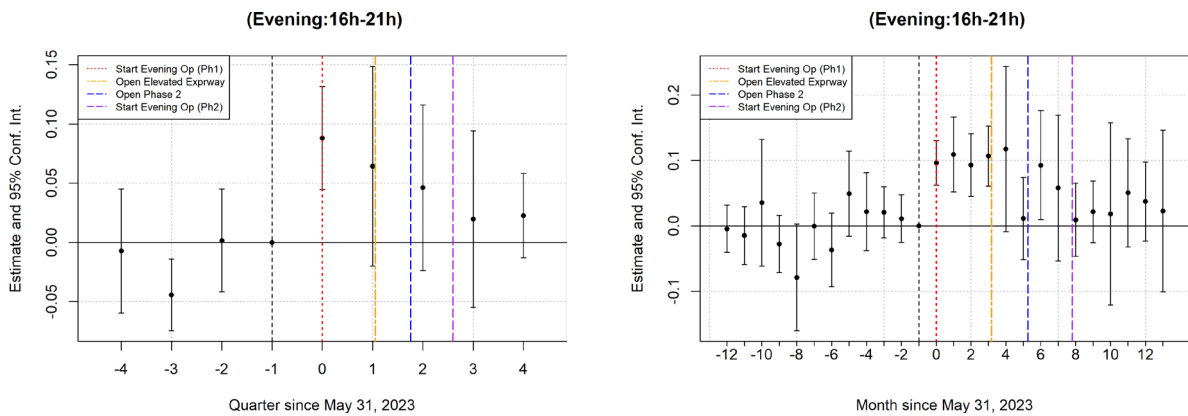 (Evening:16h-21h)
Estimate and 95% Conf. Int.
0.15
0.10
0.05
0.00
-0.05
Start Evening Op (Ph1)
Open Elevated Exprway
Open Phase 2
Start Evening Op (Ph2)
-4 -3 -2 -1 0 1 2 3 4
Quarter since May 31, 2023
(Evening:16h-21h)
Estimate and 95% Conf. Int.
0.2
0.1
0.0
-0.1
Start Evening Op (Ph1)
Open Elevated Exprway
Open Phase 2
Start Evening Op (Ph2)
-12 -10 -8 -6 -4 -2 0 2 4 6 8 10 12
Month since May 31, 2023